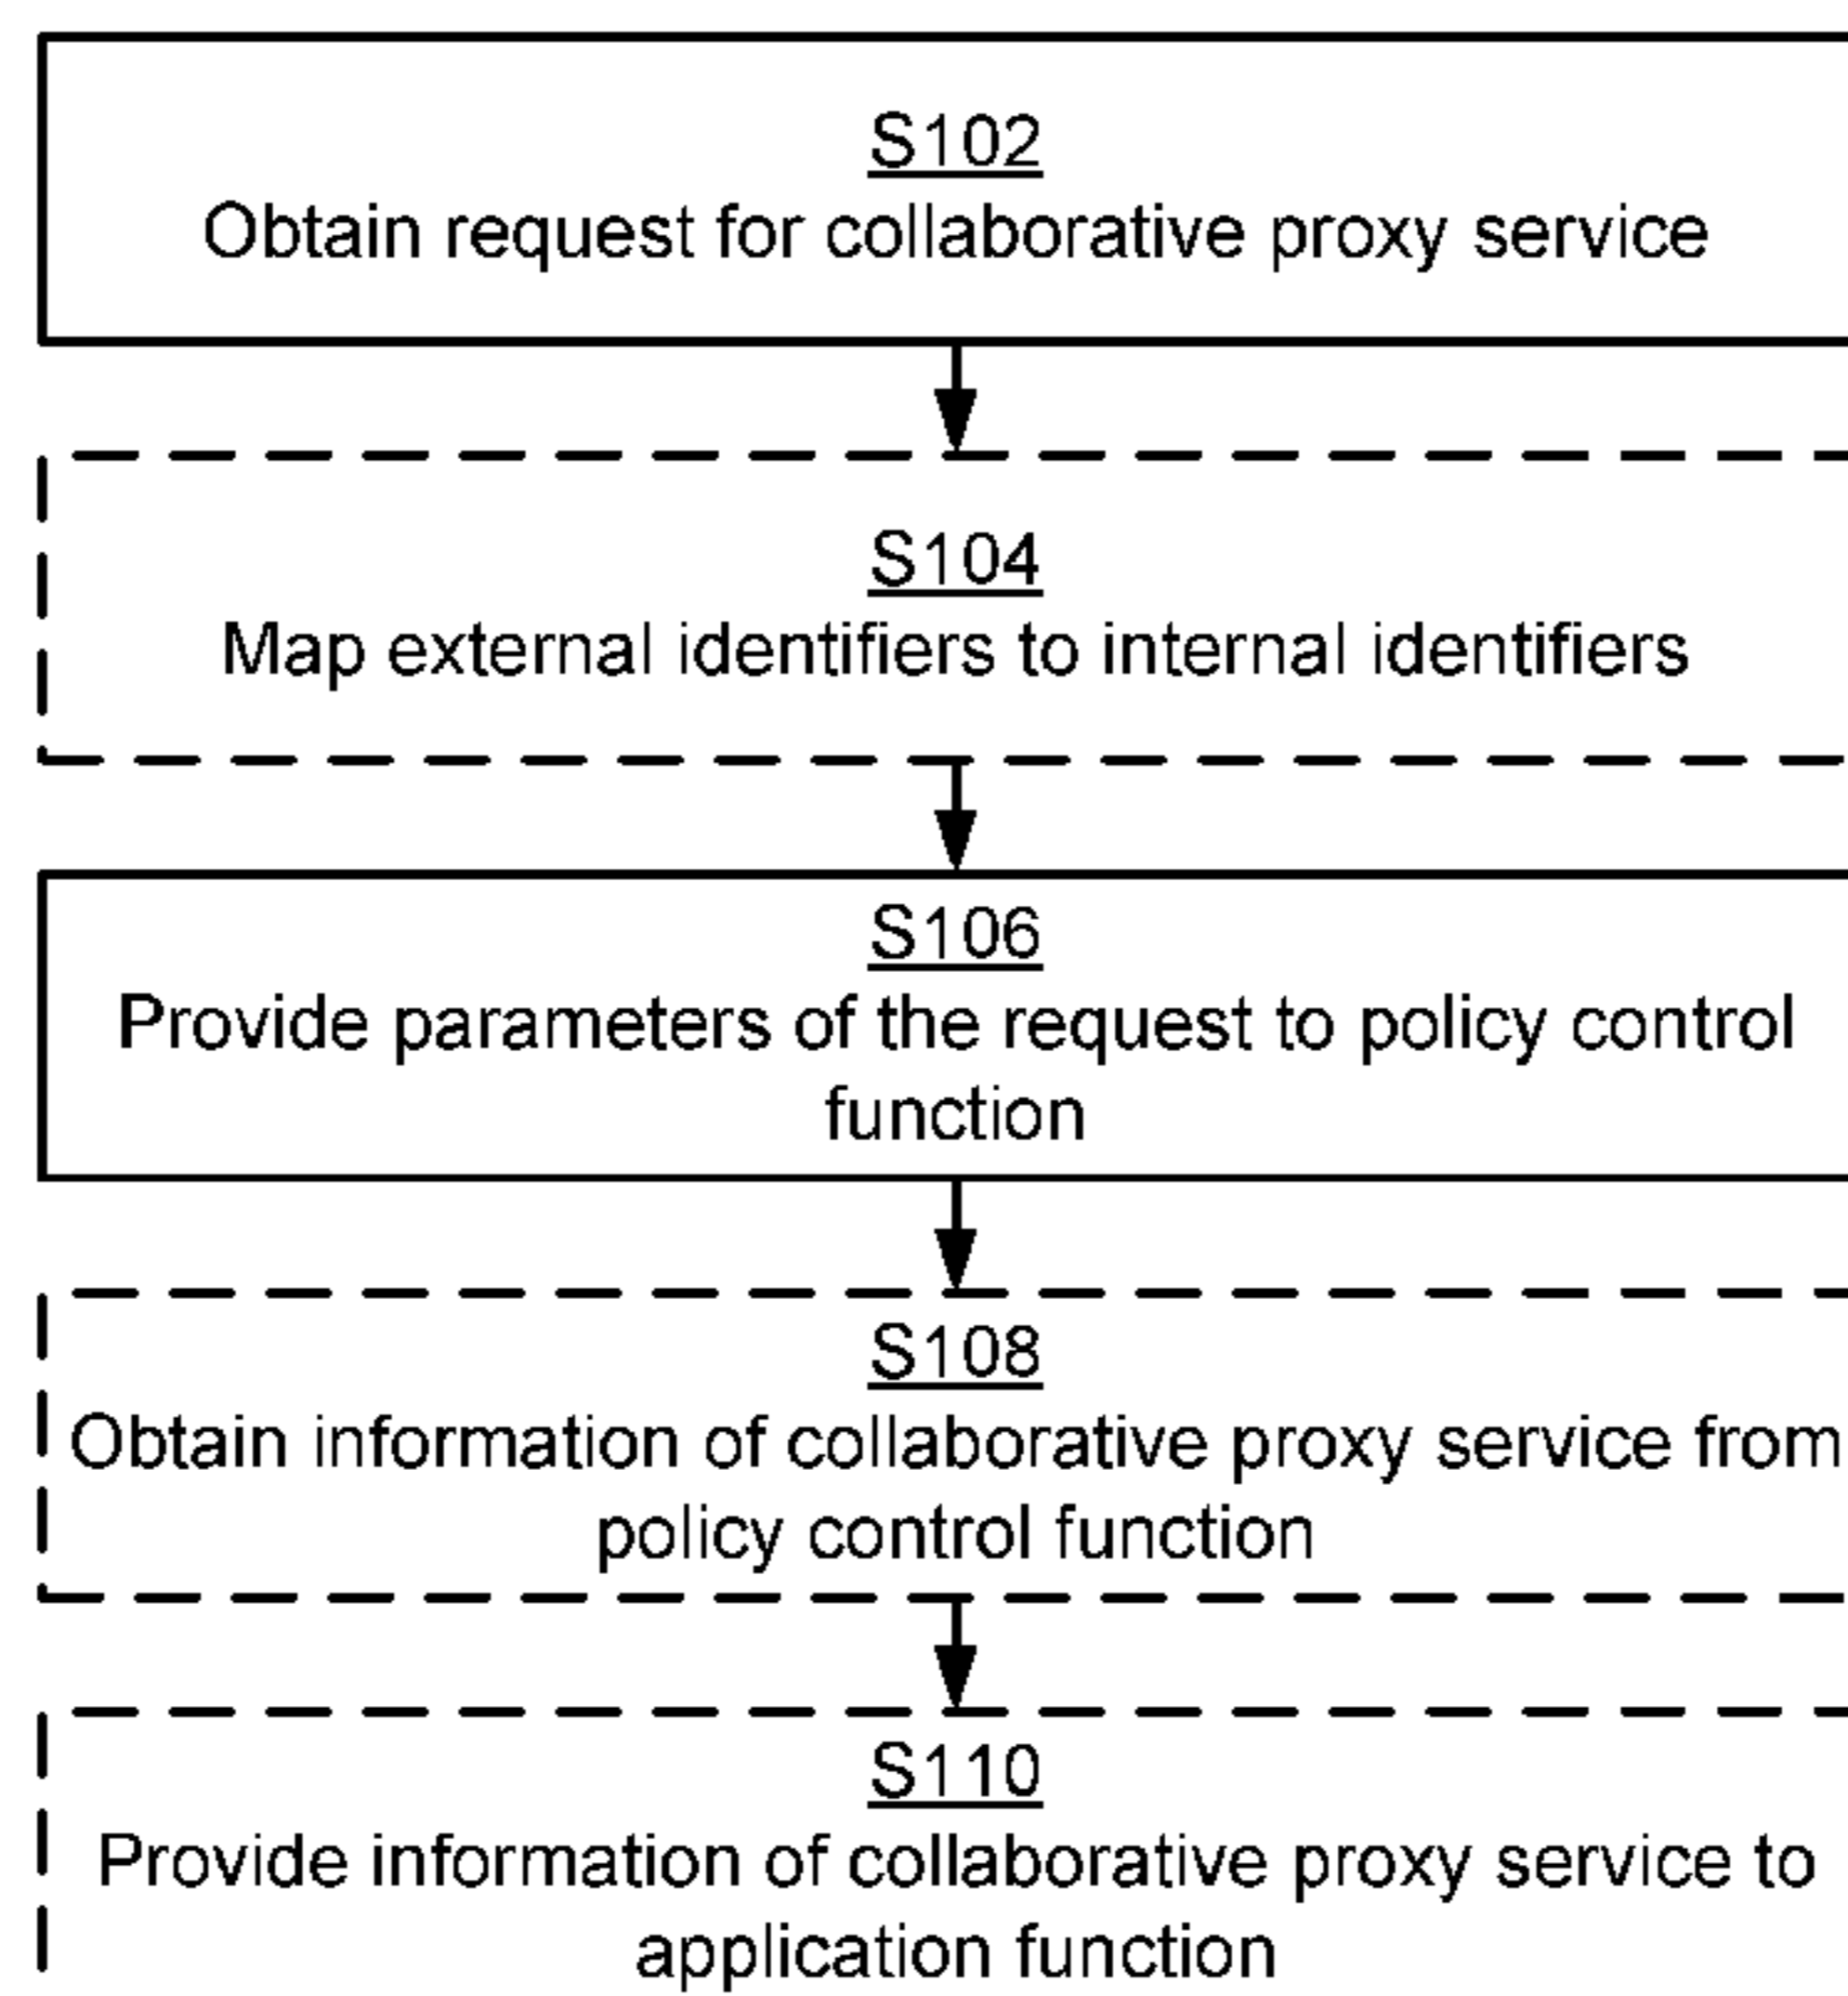 S102
Obtain request for collaborative proxy service
S104
Map external identifiers to internal identifiers
S106
Provide parameters of the request to policy control
function
S108
Obtain information of collaborative proxy service from
policy control function
S110
Provide information of collaborative proxy service to
application function